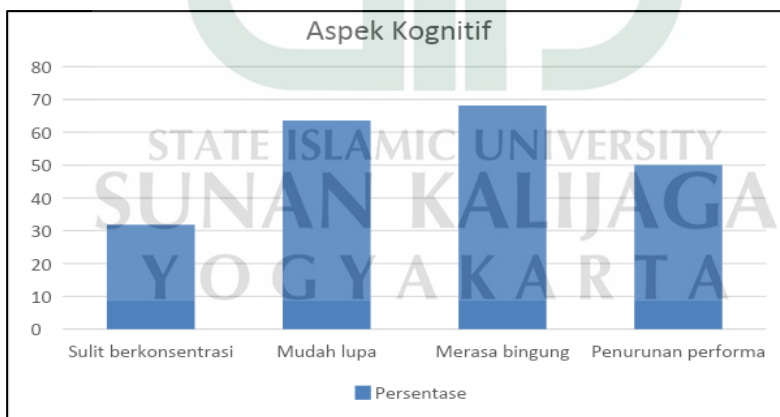 Aspek Kognitif
80
70
60
50
40
30
20
10
0
STATE ISLAMIC UNIVERSITY
SUNAN KALIJAGA
YOGYAKARTA
Sulit berkonsentrasi Mudah lupa Merasa bingung Penurunan performa
Persentase